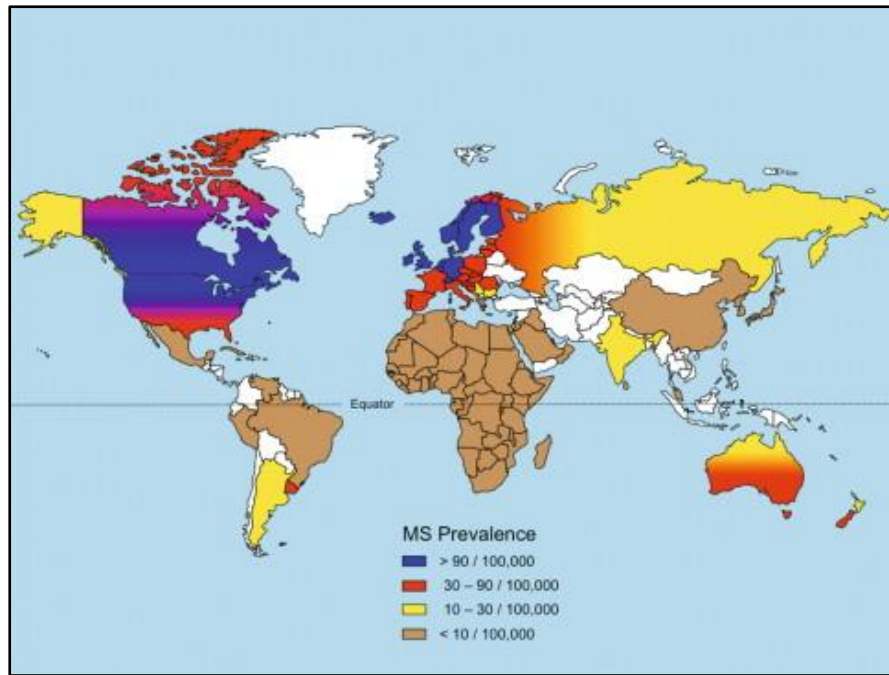 Equator
MS Prevalence
> 90 / 100,000
30 – 90 / 100,000
10 – 30 / 100,000
< 10 / 100,000